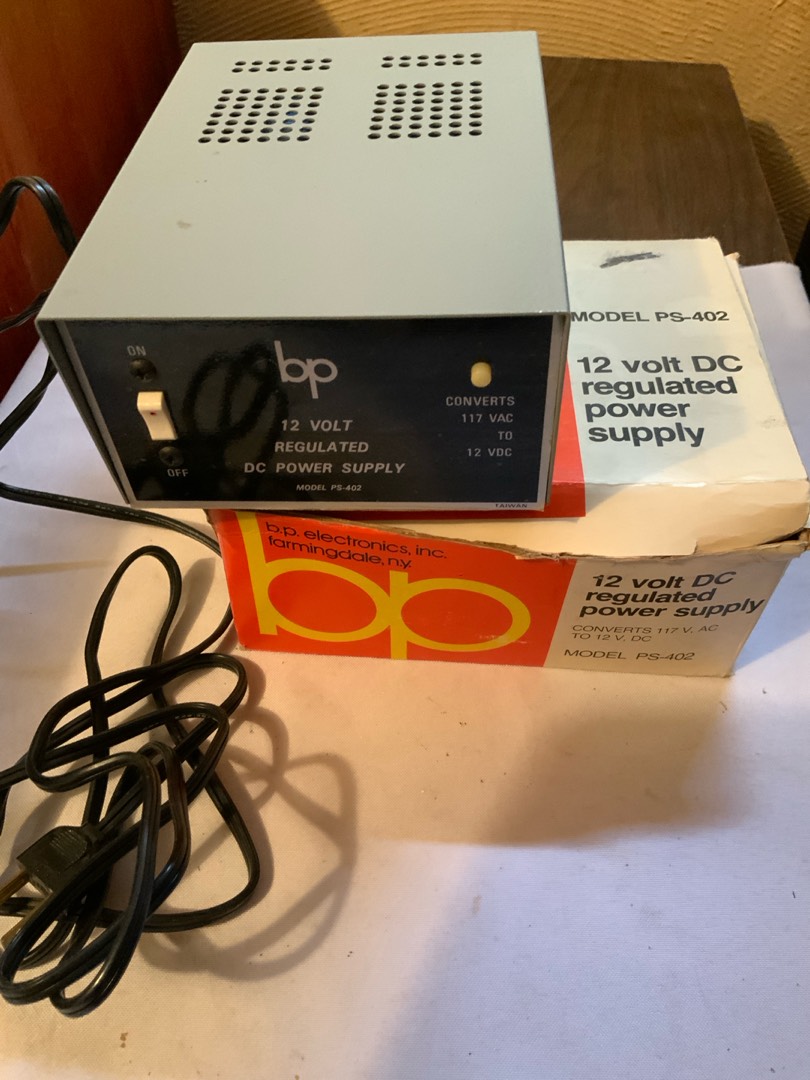 ON
OFF
bp
12 VOLT
REGULATED
DC POWER SUPPLY
MODEL PS-402
CONVERTS
117 VAC
TO
12 VDC
TAIWAN
MODEL PS-402
12 volt DC
regulated
power
supply
b.p. electronics, inc.
farmingdale, n.y.
bp
12 volt DC
regulated
power supply
CONVERTS 117 V. AC
TO 12 V. DC
MODEL PS-402